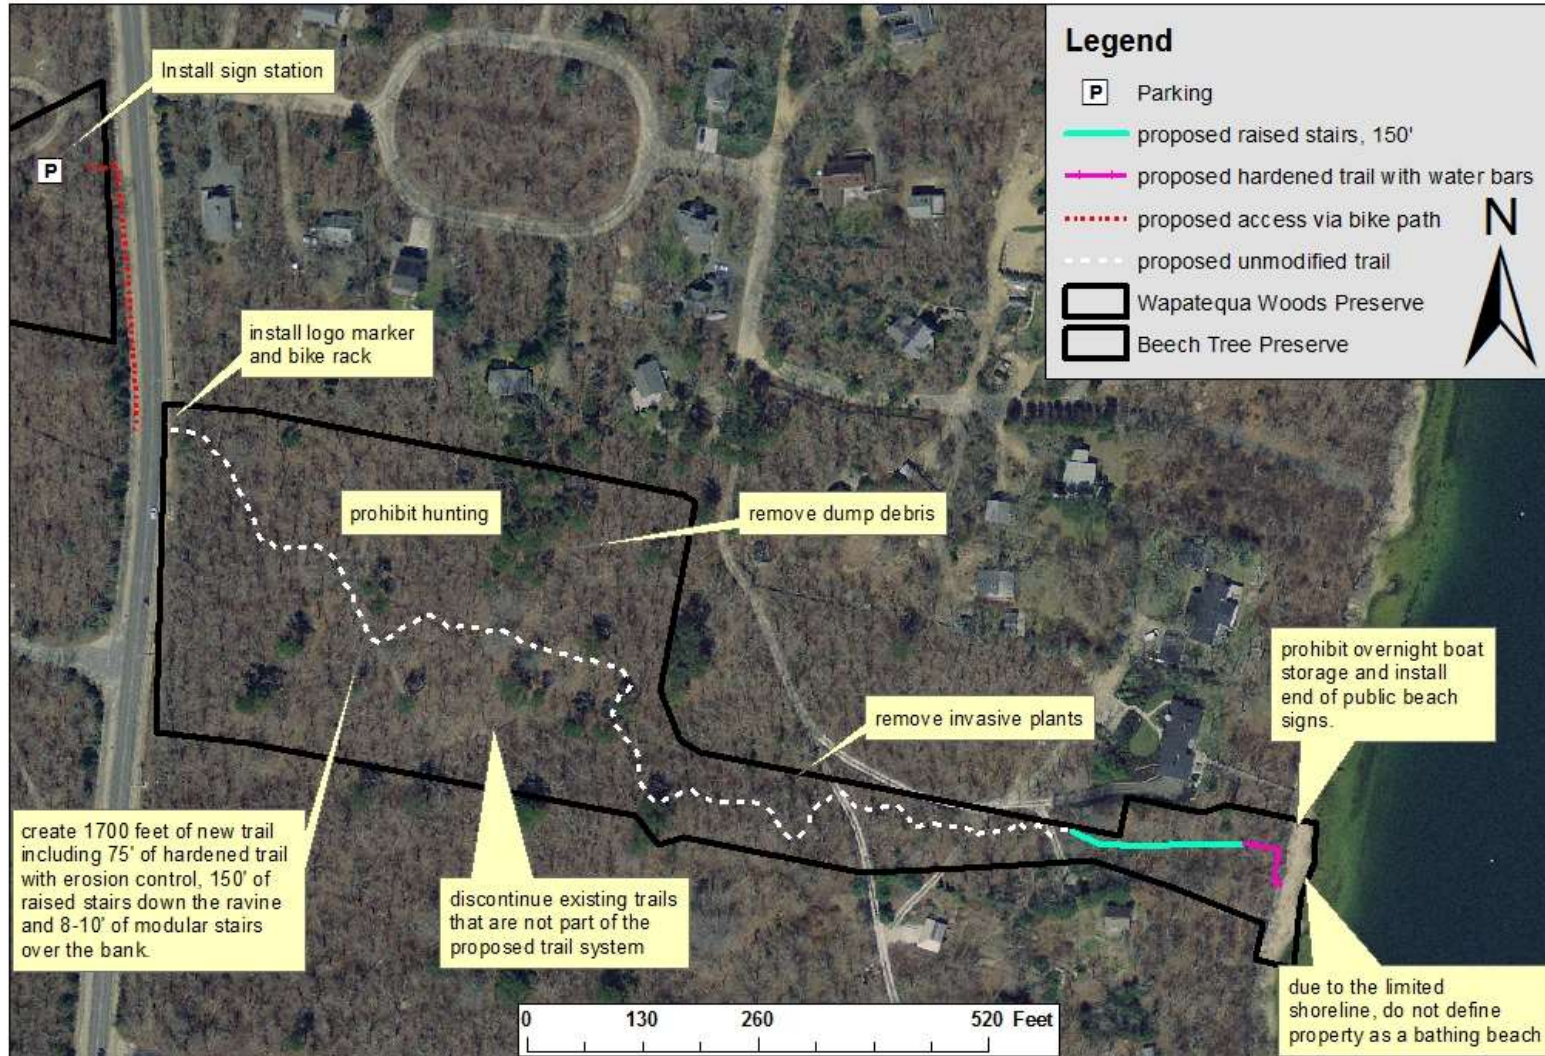 Install sign station
Legend
P Parking
proposed raised stairs, 150'
proposed hardened trail with water bars
proposed access via bike path
proposed unmodified trail
Wapatequa Woods Preserve
Beech Tree Preserve
N
P
install logo marker
and bike rack
prohibit hunting
remove dump debris
remove invasive plants
prohibit overnight boat
storage and install
end of public beach
signs.
create 1700 feet of new trail
including 75' of hardened trail
with erosion control, 150' of
raised stairs down the ravine
and 8-10' of modular stairs
over the bank.
discontinue existing trails
that are not part of the
proposed trail system
due to the limited
shoreline, do not define
property as a bathing beach
0 130 260 520 Feet